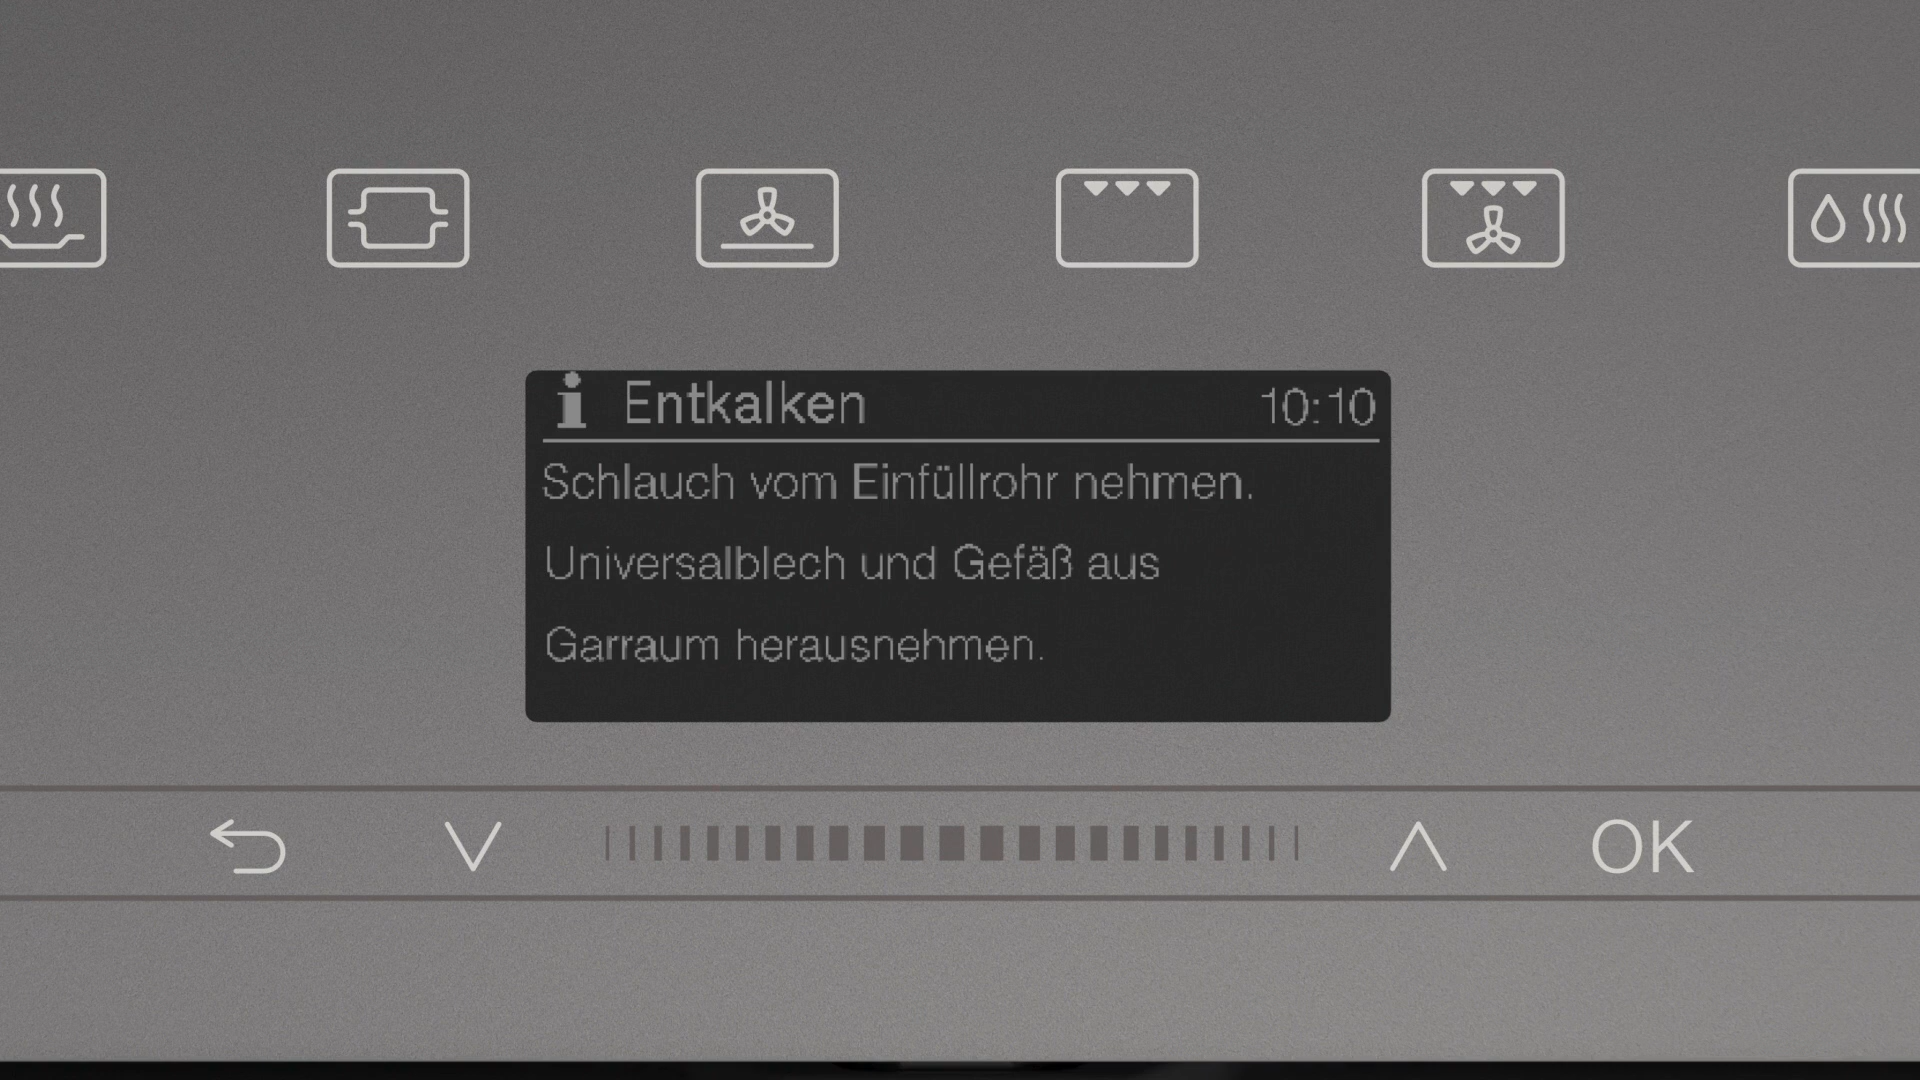 i Entkalken 10:10
Schlauch vom Einfüllrohr nehmen.
Universalblech und Gefäß aus
Garraum herausnehmen.
OK